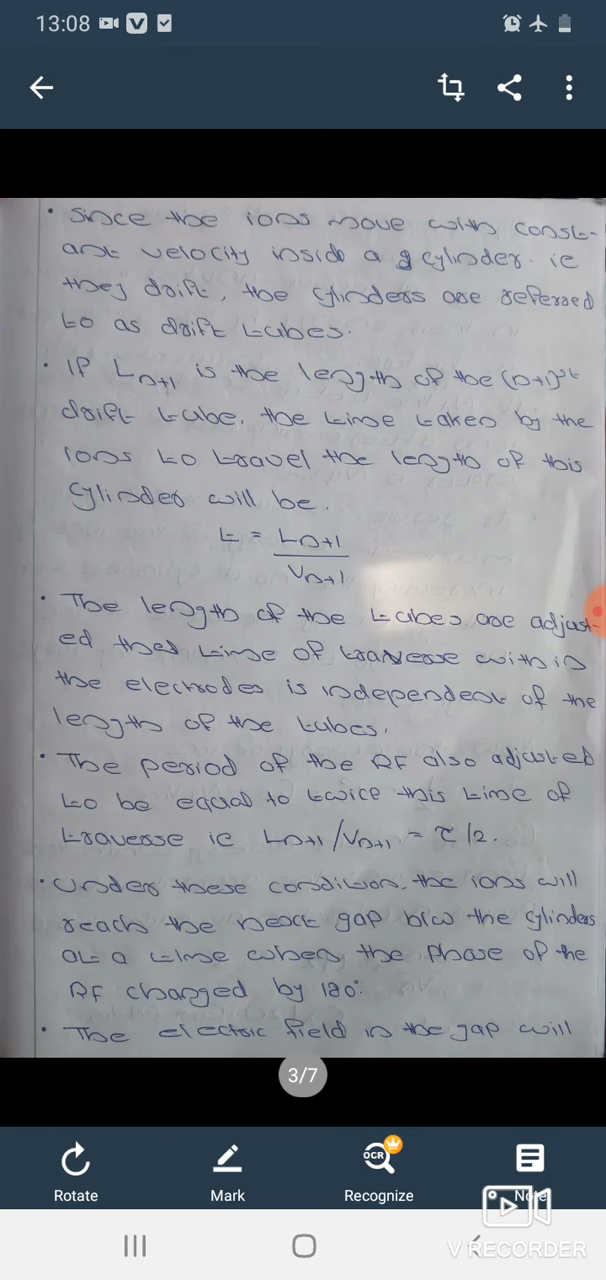 13:08
• Since the ions move with const-
ant velocity inside a cylinder. ie
they drift, the cylinders are referred
to as drift tubes.
• If Ln+1 is the length of the (n+1)st
drift tube, the time taken by the
ions to travel the length of this
cylinder will be.
t = Ln+1
Vn+1
• The length of the tubes are adjust-
ed that time of traverse within
the electrodes is independent of the
length of the tubes.
• The period of the RF also adjusted
to be equal to twice this time of
traverse ie Ln+1/Vn+1 = τ/2.
• Under these condition. the ions will
reach the next gap b/w the cylinders
at a time when the phase of the
RF changed by 180°.
• The electric field in the gap will
3/7
OCR
Rotate
Mark
Recognize
Note
V RECORDER